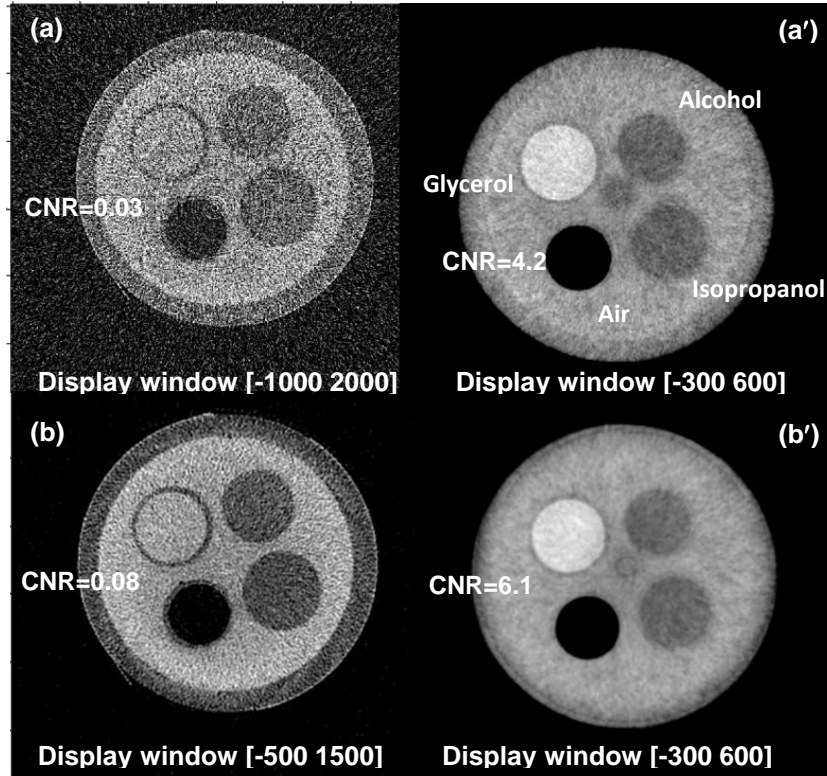 (a)
(a′)
Alcohol
Glycerol
CNR=0.03
CNR=4.2
Isopropanol
Air
Display window [-1000 2000]
Display window [-300 600]
(b)
(b′)
CNR=0.08
CNR=6.1
Display window [-500 1500]
Display window [-300 600]